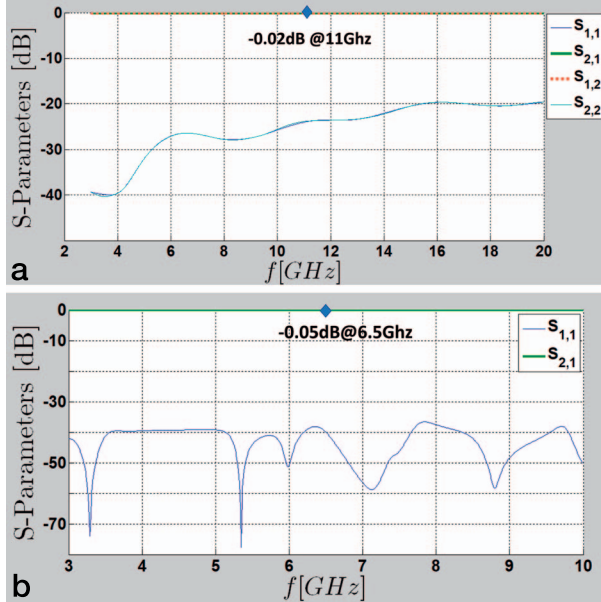 0
-0.02dB @11Ghz
S1,1
S2,1
S1,2
S2,2
-10
-20
-30
-40
S-Parameters [dB]
2 4 6 8 10 12 14 16 18 20
f[GHz]
a
0
-0.05dB@6.5Ghz
S1,1
S2,1
-10
-30
-50
-70
S-Parameters [dB]
3 4 5 6 7 8 9 10
f[GHz]
b